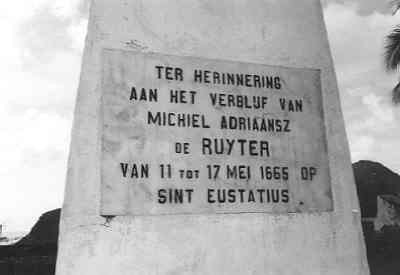 TER HERINNERING
AAN HET VERBLIJF VAN
MICHIEL ADRIAANSZ
DE RUYTER
VAN 11 TOT 17 MEI 1665 OP
SINT EUSTATIUS